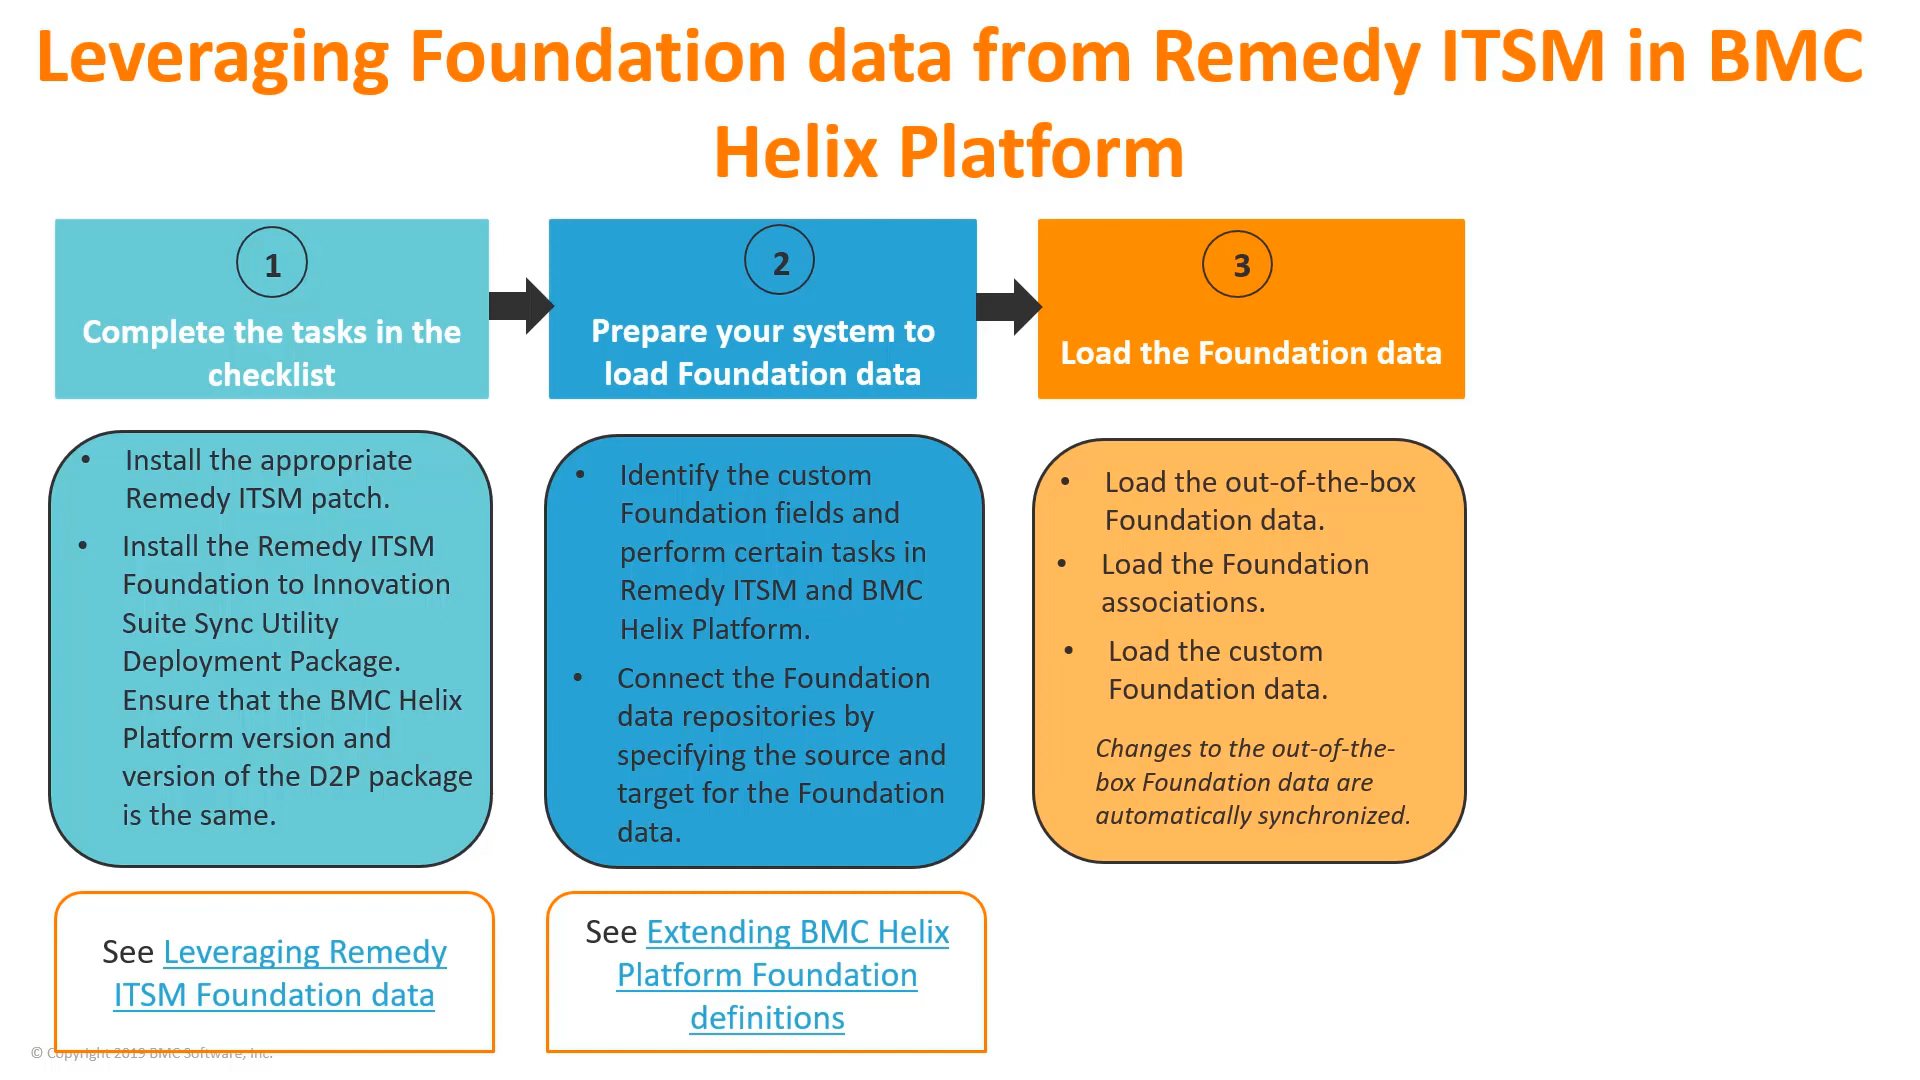 Leveraging Foundation data from Remedy ITSM in BMC
Helix Platform
1
Complete the tasks in the
checklist
2
Prepare your system to
load Foundation data
3
Load the Foundation data
• Install the appropriate
Remedy ITSM patch.
• Install the Remedy ITSM
Foundation to Innovation
Suite Sync Utility
Deployment Package.
Ensure that the BMC Helix
Platform version and
version of the D2P package
is the same.
• Identify the custom
Foundation fields and
perform certain tasks in
Remedy ITSM and BMC
Helix Platform.
• Connect the Foundation
data repositories by
specifying the source and
target for the Foundation
data.
• Load the out-of-the-box
Foundation data.
• Load the Foundation
associations.
• Load the custom
Foundation data.
Changes to the out-of-the-
box Foundation data are
automatically synchronized.
See Leveraging Remedy
ITSM Foundation data
See Extending BMC Helix
Platform Foundation
definitions
© Copyright 2019 BMC Software, Inc.